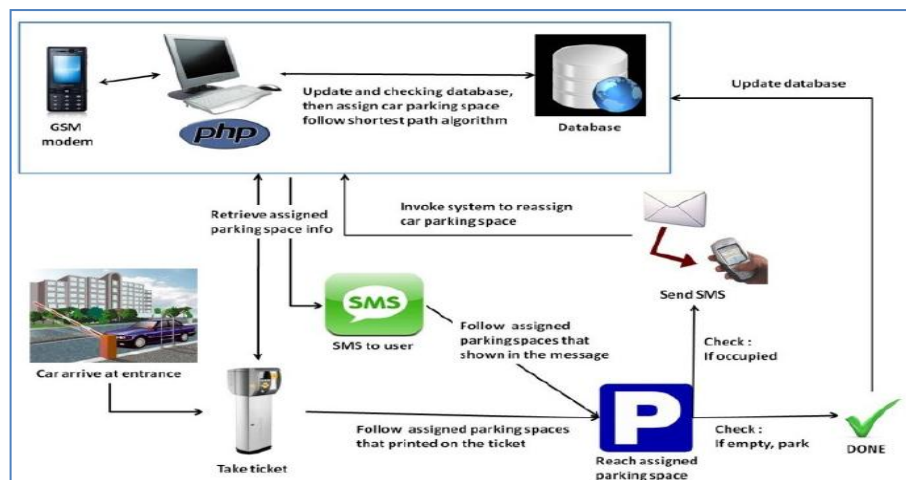 GSM
modem
php
Update and checking database,
then assign car parking space
follow shortest path algorithm
Database
Update database
Retrieve assigned
parking space info
Invoke system to reassign
car parking space
Send SMS
SMS
SMS to user
Follow assigned
parking spaces that
shown in the message
Check :
If occupied
Car arrive at entrance
Take ticket
Follow assigned parking spaces
that printed on the ticket
P
Reach assigned
parking space
Check :
If empty, park
DONE